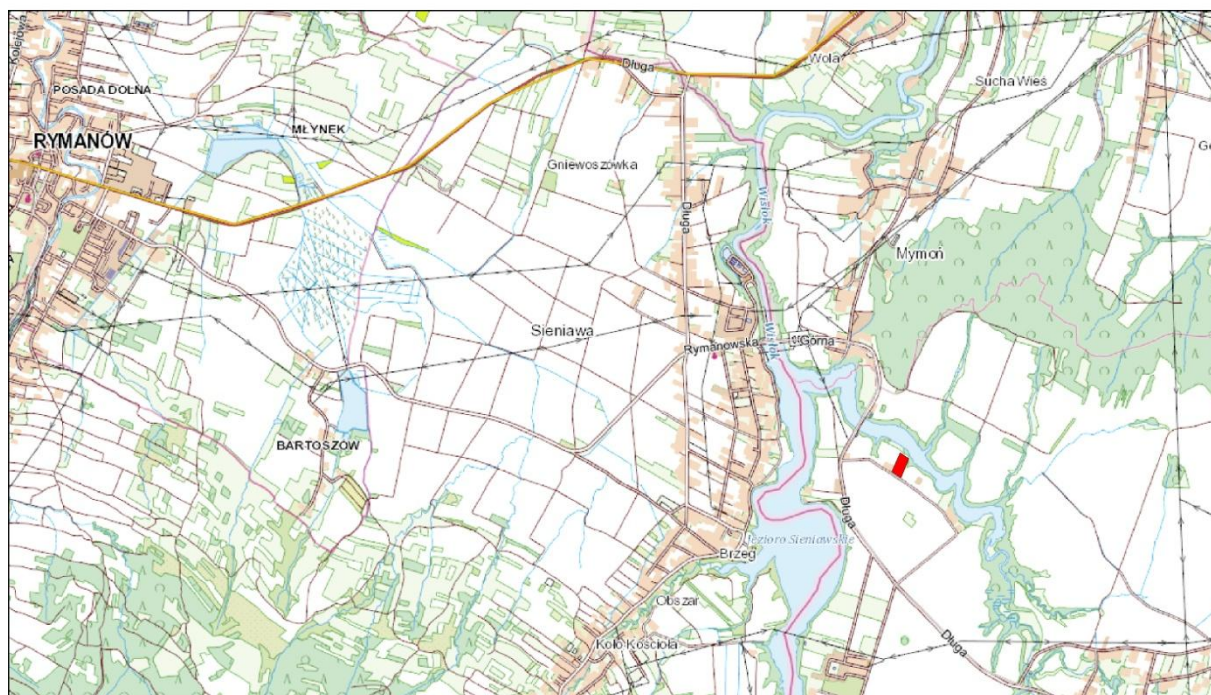 Kolejowa
Długa
Wola
Sucha Wieś
POSADA DOLNA
MŁYNEK
RYMANÓW
Gniewoszówka
Wisłok
Długa
Mymoń
Sieniawa
Wisłok
Rymanowska
Górna
BARTOSZÓW
Długa
Jezioro Sieniawskie
Brzeg
Obszar
Koło Kościoła
Długa